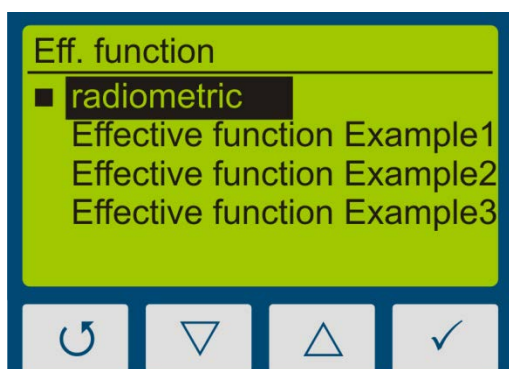 Eff. function
radiometric
Effective function Example1
Effective function Example2
Effective function Example3